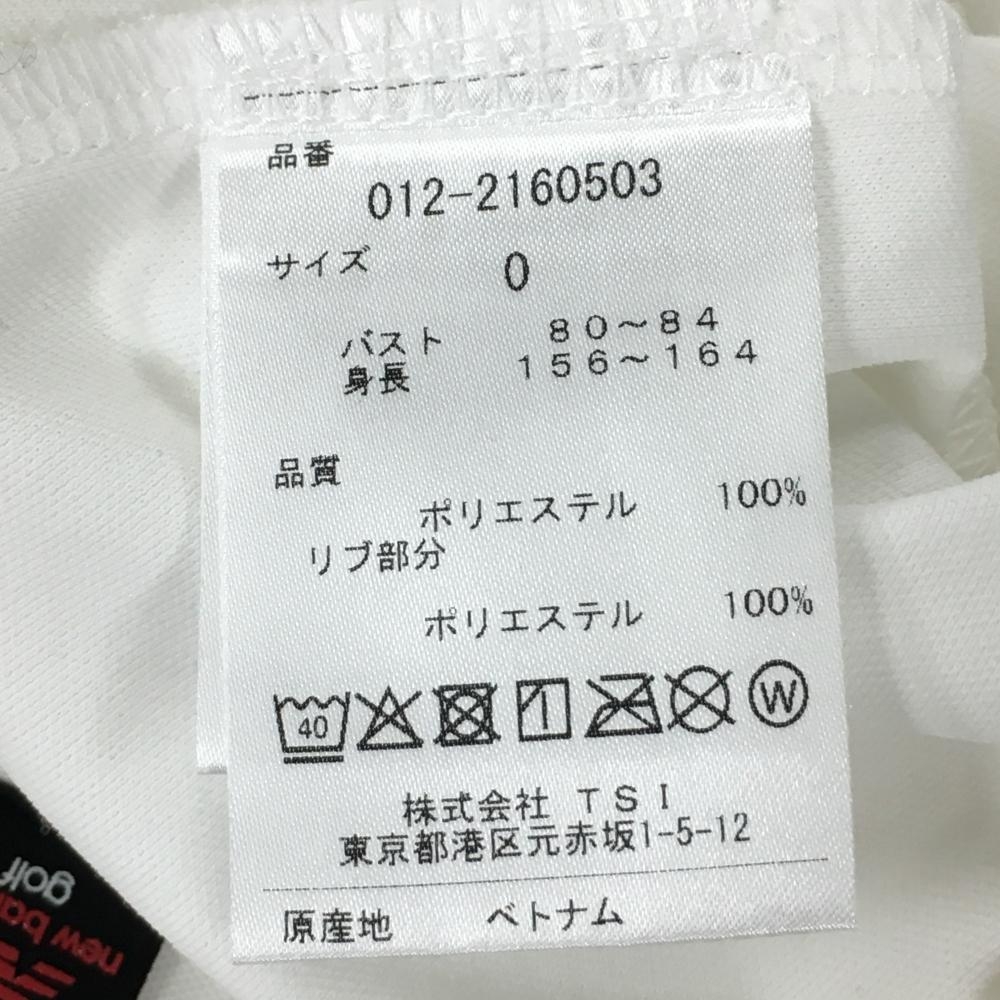 品番
012-2160503
サイズ 0
バスト 80～84
身長 156～164
品質
ポリエステル 100%
リブ部分
ポリエステル 100%
40 W
株式会社 TSI
東京都港区元赤坂1-5-12
原産地 ベトナム
golf
new ba